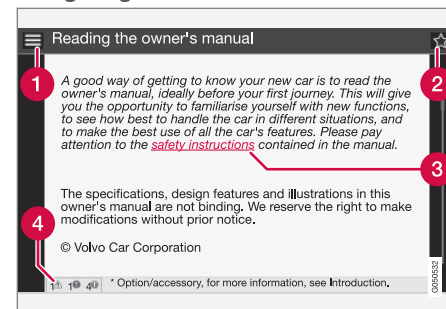 Reading the owner's manual
1
2
A good way of getting to know your new car is to read the
owner's manual, ideally before your first journey. This will give
you the opportunity to familiarise yourself with new functions,
to see how best to handle the car in different situations, and
to make the best use of all the car's features. Please pay
attention to the safety instructions contained in the manual.
3
The specifications, design features and illustrations in this
owner's manual are not binding. We reserve the right to make
modifications without prior notice.
4
© Volvo Car Corporation
1 1 4 * Option/accessory, for more information, see Introduction.
G050532